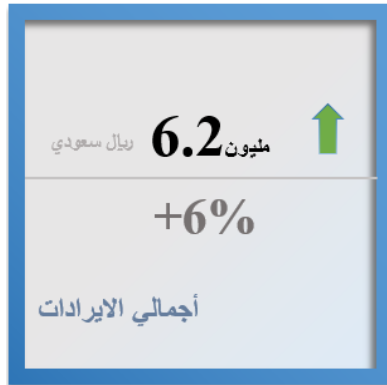 6.2 مليون ريال سعودي
+6%
أجمالي الايرادات